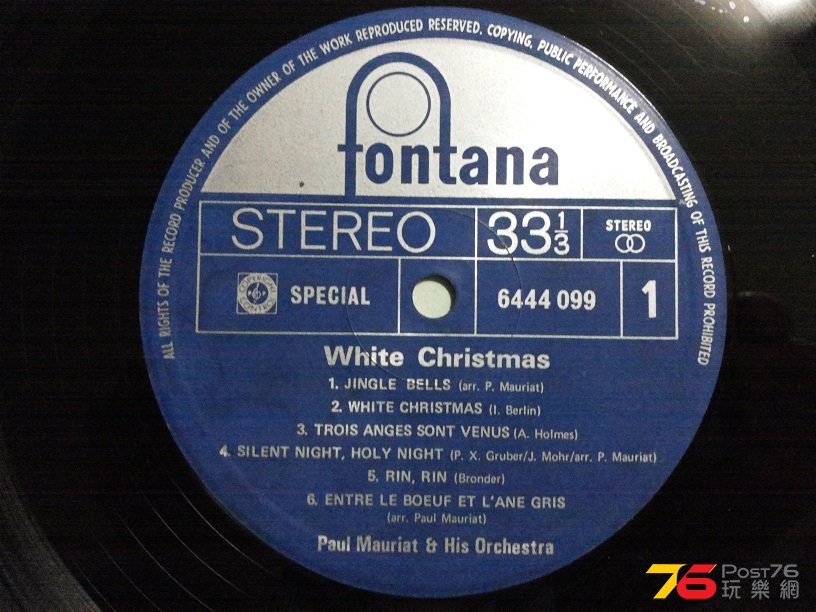 ALL RIGHTS OF THE RECORD PRODUCER AND OF THE OWNER OF THE WORK REPRODUCED RESERVED. COPYING, PUBLIC PERFORMANCE AND BROADCASTING OF THIS RECORD PROHIBITED
fontana
STEREO 33 1/3 STEREO
SPECIAL 6444 099 1
White Christmas
1. JINGLE BELLS (arr. P. Mauriat)
2. WHITE CHRISTMAS (I. Berlin)
3. TROIS ANGES SONT VENUS (A. Holmes)
4. SILENT NIGHT, HOLY NIGHT (P. X. Gruber/J. Mohr/arr. P. Mauriat)
5. RIN, RIN (Bronder)
6. ENTRE LE BOEUF ET L'ANE GRIS
(arr. Paul Mauriat)
Paul Mauriat & His Orchestra
76 POST76
玩樂網